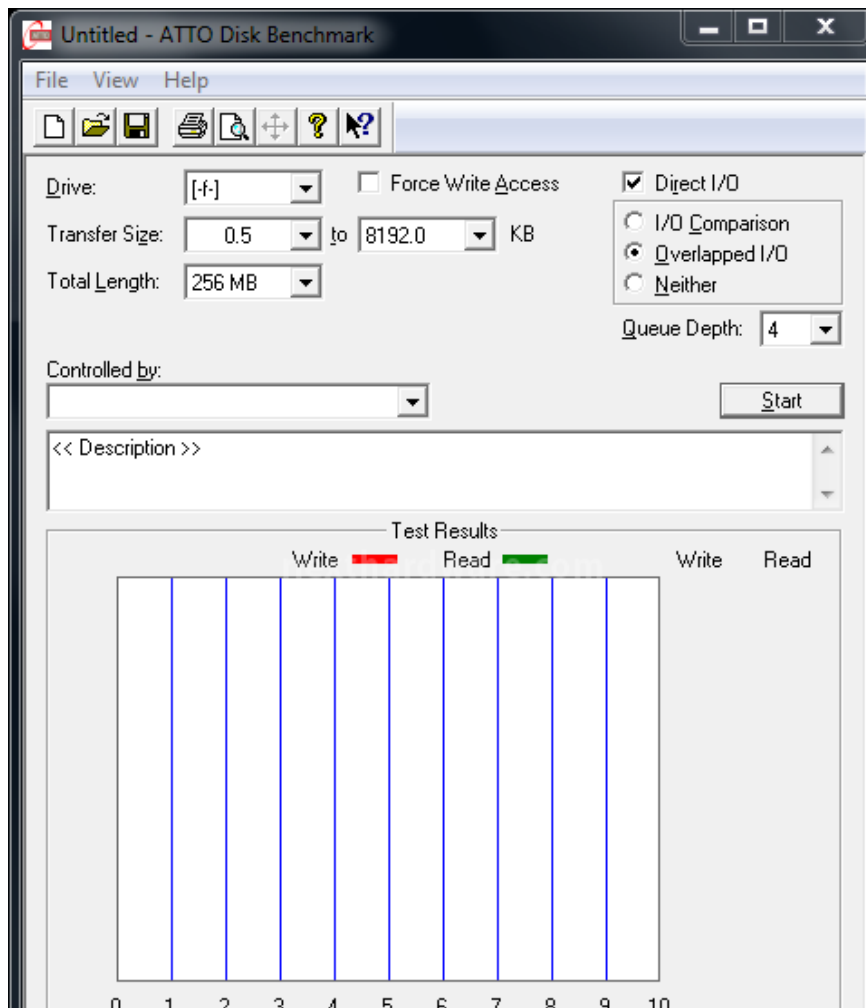 Untitled - ATTO Disk Benchmark
File View Help
Drive: [-f-] Force Write Access Direct I/O
Transfer Size: 0.5 to 8192.0 KB I/O Comparison
Overlapped I/O
Total Length: 256 MB Neither
Queue Depth: 4
Controlled by:
Start
<< Description >>
Test Results
Write Read Write Read
0 1 2 3 4 5 6 7 8 9 10